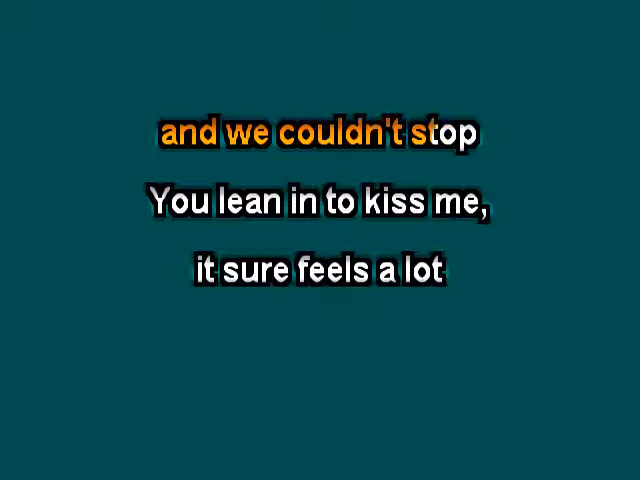 and we couldn't stop
You lean in to kiss me,
it sure feels a lot